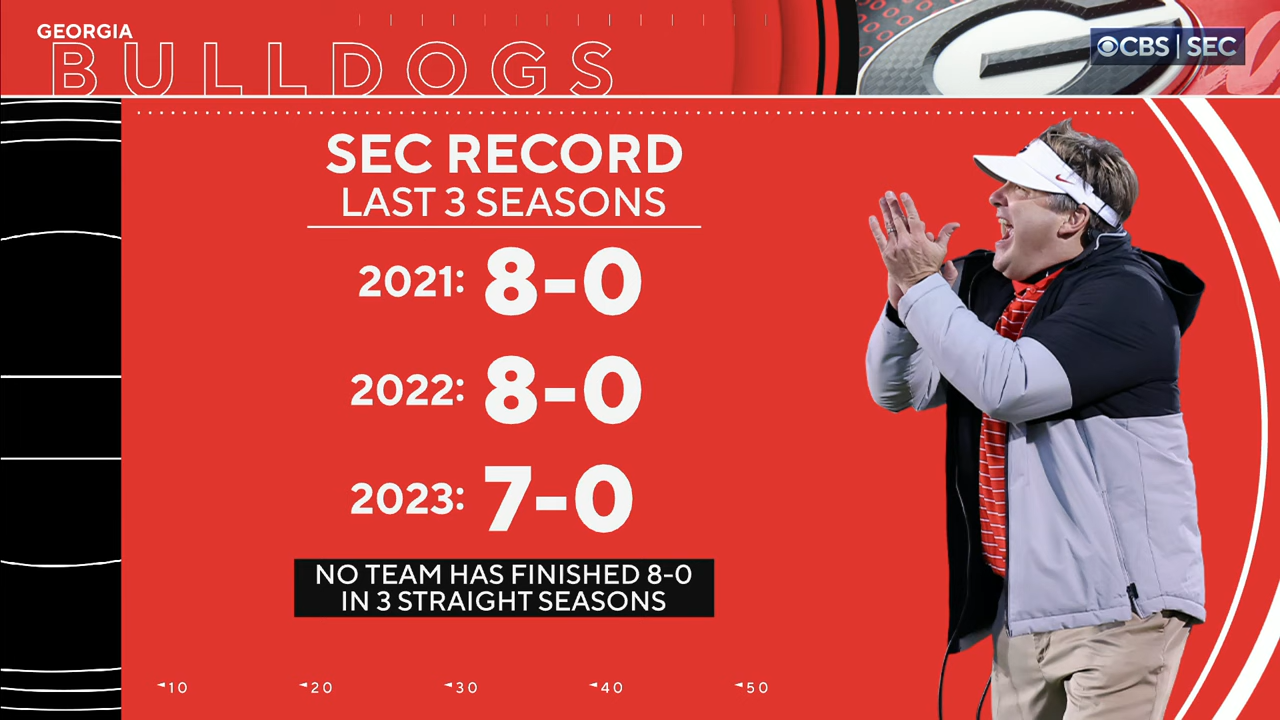 GEORGIA
BULLDOGS
CBS | SEC
SEC RECORD
LAST 3 SEASONS
2021: 8-0
2022: 8-0
2023: 7-0
NO TEAM HAS FINISHED 8-0
IN 3 STRAIGHT SEASONS
◄10 ◄20 ◄30 ◄40 ◄50